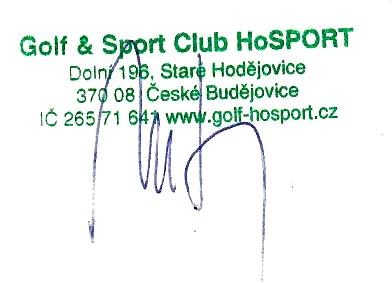 Golf & Sport Club HoSPORT
Dolní 196, Staré Hodějovice
370 08 České Budějovice
IČ 265 71 641 www.golf-hosport.cz